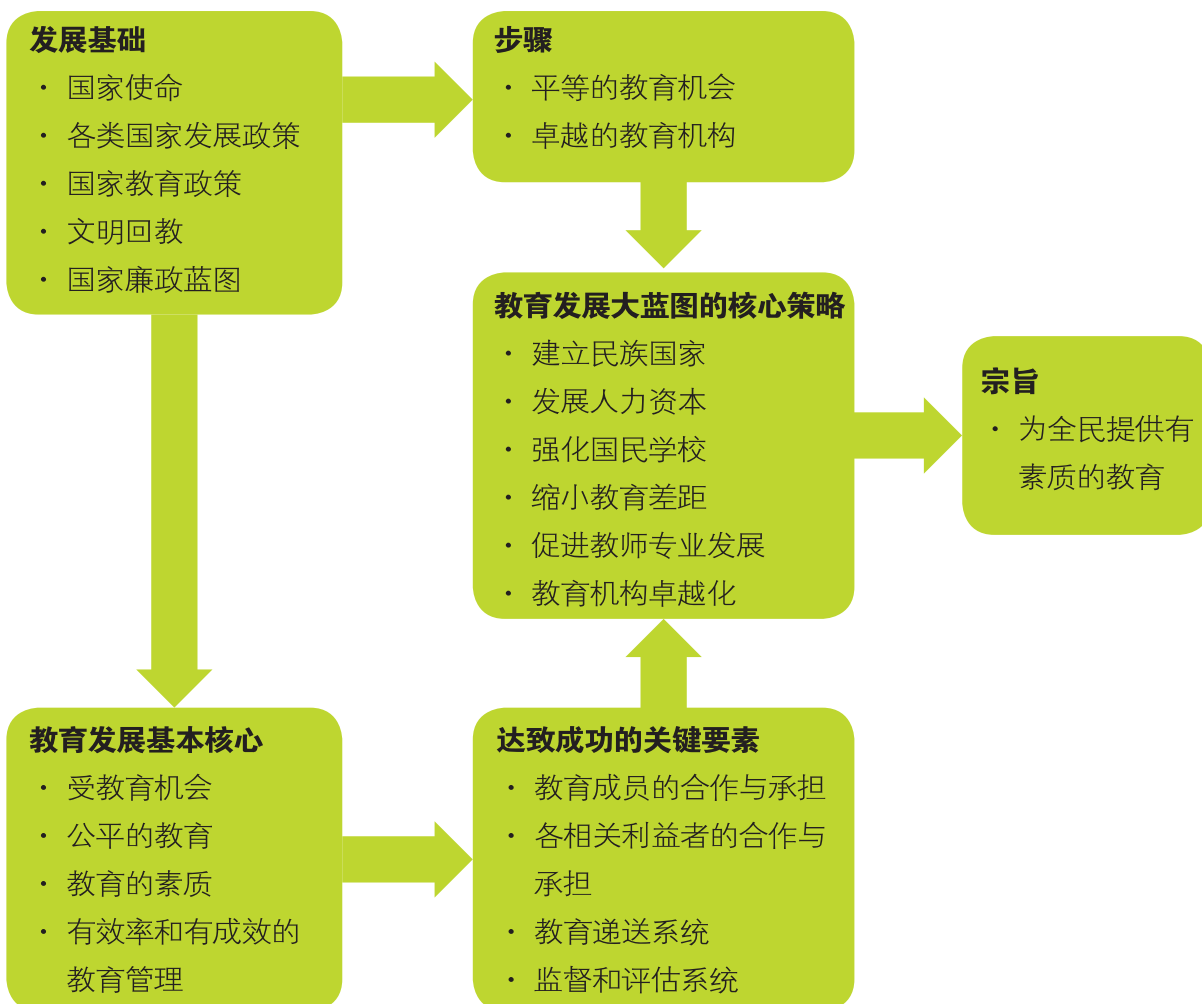 发展基础
· 国家使命
· 各类国家发展政策
· 国家教育政策
· 文明回教
· 国家廉政蓝图
步骤
· 平等的教育机会
· 卓越的教育机构
教育发展大蓝图的核心策略
· 建立民族国家
· 发展人力资本
· 强化国民学校
· 缩小教育差距
· 促进教师专业发展
· 教育机构卓越化
宗旨
· 为全民提供有
素质的教育
教育发展基本核心
· 受教育机会
· 公平的教育
· 教育的素质
· 有效率和有成效的
教育管理
达致成功的关键要素
· 教育成员的合作与承担
· 各相关利益者的合作与
承担
· 教育递送系统
· 监督和评估系统